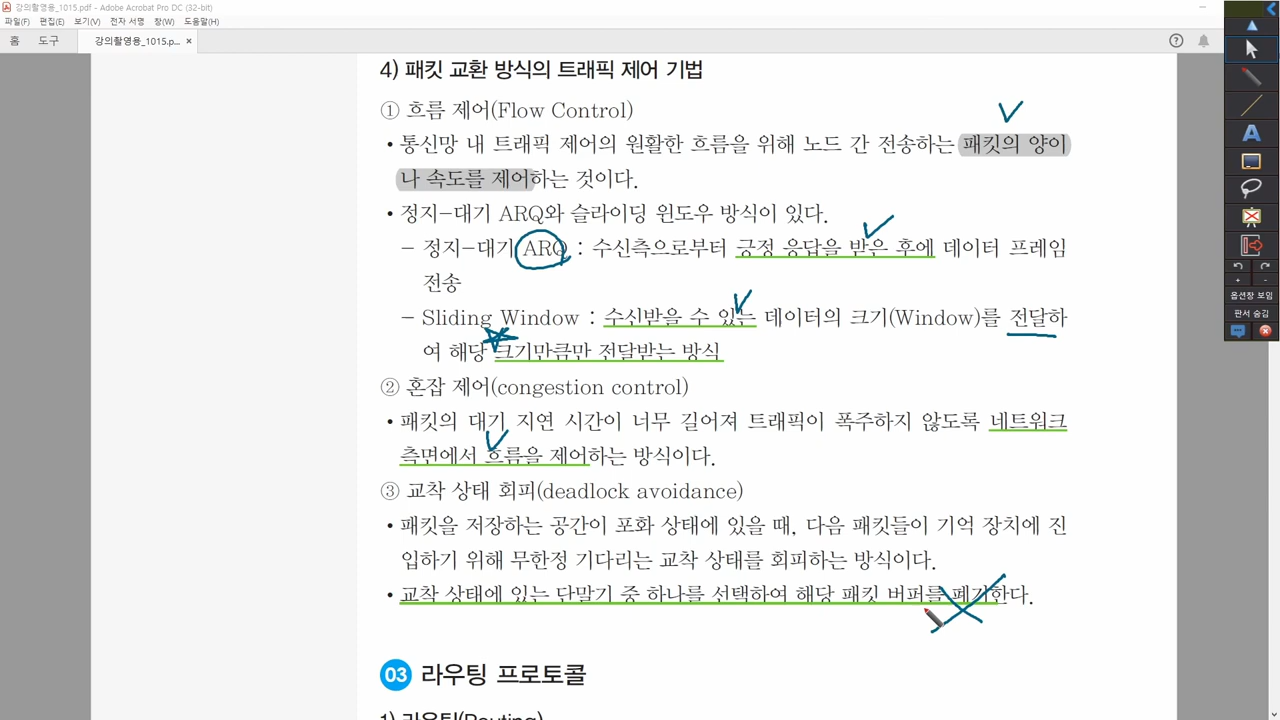 강의촬영용_1015.pdf - Adobe Acrobat Pro DC (32-bit)
파일(F) 편집(E) 보기(V) 전자 서명 창(W) 도움말(H)
홈 도구 강의촬영용_1015.p... ×
4) 패킷 교환 방식의 트래픽 제어 기법
① 흐름 제어(Flow Control)
• 통신망 내 트래픽 제어의 원활한 흐름을 위해 노드 간 전송하는 패킷의 양이
나 속도를 제어하는 것이다.
• 정지-대기 ARQ와 슬라이딩 윈도우 방식이 있다.
- 정지-대기 ARQ : 수신측으로부터 긍정 응답을 받은 후에 데이터 프레임
전송
- Sliding Window : 수신받을 수 있는 데이터의 크기(Window)를 전달하
여 해당 크기만큼만 전달받는 방식
② 혼잡 제어(congestion control)
• 패킷의 대기 지연 시간이 너무 길어져 트래픽이 폭주하지 않도록 네트워크
측면에서 흐름을 제어하는 방식이다.
③ 교착 상태 회피(deadlock avoidance)
• 패킷을 저장하는 공간이 포화 상태에 있을 때, 다음 패킷들이 기억 장치에 진
입하기 위해 무한정 기다리는 교착 상태를 회피하는 방식이다.
• 교착 상태에 있는 단말기 중 하나를 선택하여 해당 패킷 버퍼를 폐기한다.
03 라우팅 프로토콜
1) 라우팅(Routing)
옵션창 보임
판서 숨김